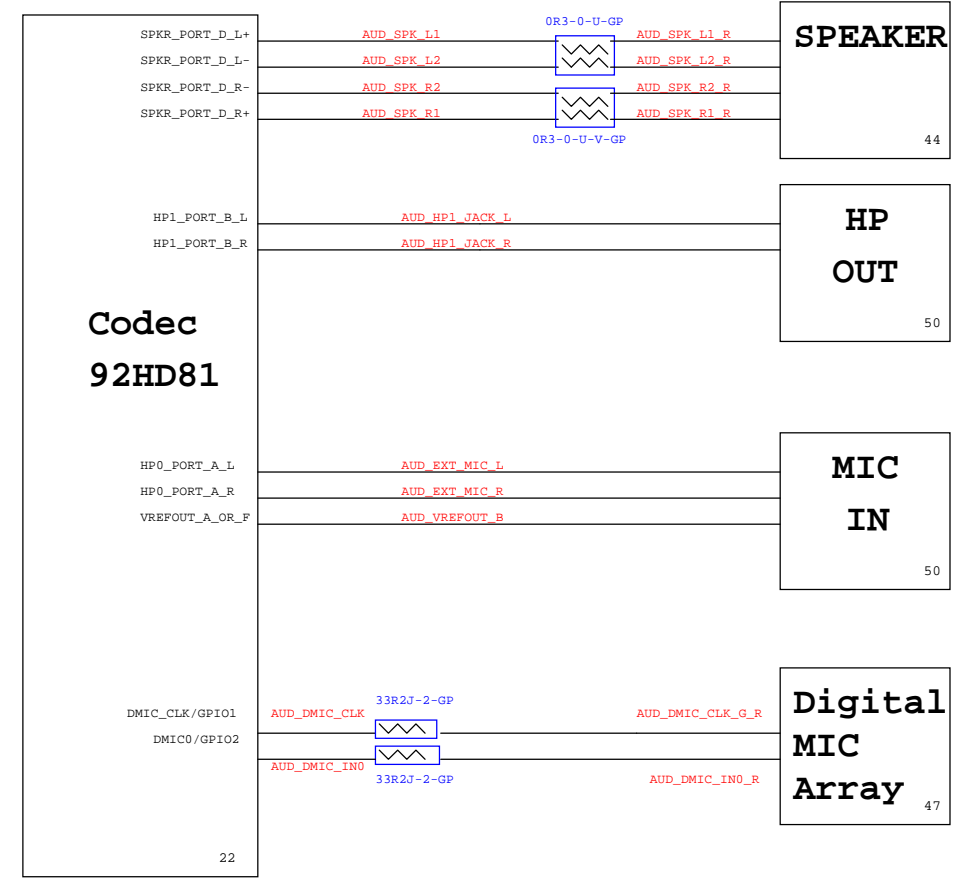 0R3-0-U-GP
SPKR_PORT_D_L+ AUD_SPK_L1 AUD_SPK_L1_R
SPKR_PORT_D_L- AUD_SPK_L2 AUD_SPK_L2_R
SPKR_PORT_D_R- AUD_SPK_R2 AUD_SPK_R2_R
SPKR_PORT_D_R+ AUD_SPK_R1 AUD_SPK_R1_R
0R3-0-U-V-GP
SPEAKER
44
HP1_PORT_B_L AUD_HP1_JACK_L
HP1_PORT_B_R AUD_HP1_JACK_R
HP
OUT
50
Codec
92HD81
HP0_PORT_A_L AUD_EXT_MIC_L
HP0_PORT_A_R AUD_EXT_MIC_R
VREFOUT_A_OR_F AUD_VREFOUT_B
MIC
IN
50
33R2J-2-GP
DMIC_CLK/GPIO1 AUD_DMIC_CLK AUD_DMIC_CLK_G_R
DMIC0/GPIO2
AUD_DMIC_IN0 AUD_DMIC_IN0_R
33R2J-2-GP
Digital
MIC
Array
47
22